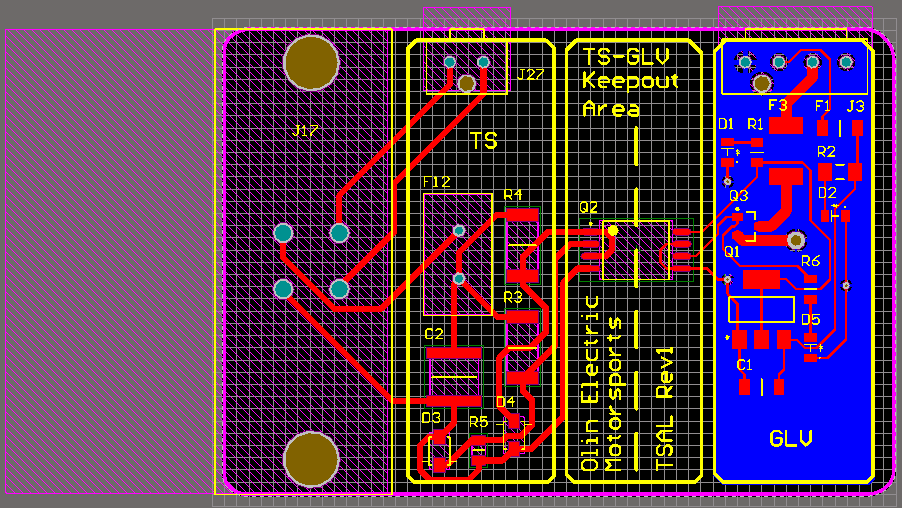 TS-GLV
Keepout
Area
J27
J17
TS
F12
R4
Q2
R3
C2
D4
D3
R5
Olin Electric
Motorsports
TSAL Rev1
F3
F1
J3
D1
R1
R2
D2
Q3
Q1
R6
D5
C1
GLV